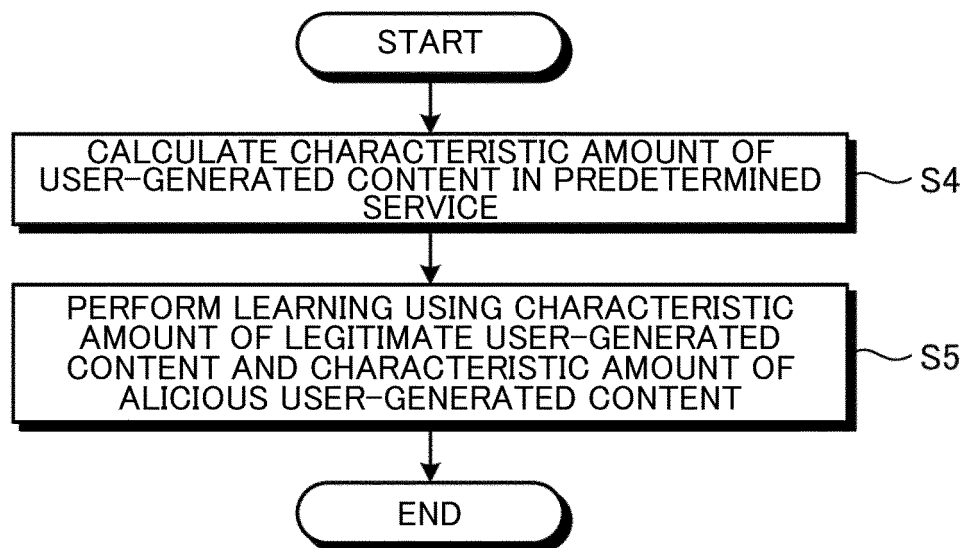 START
CALCULATE CHARACTERISTIC AMOUNT OF
USER-GENERATED CONTENT IN PREDETERMINED
SERVICE
S4
PERFORM LEARNING USING CHARACTERISTIC
AMOUNT OF LEGITIMATE USER-GENERATED
CONTENT AND CHARACTERISTIC AMOUNT OF
ALICIOUS USER-GENERATED CONTENT
S5
END